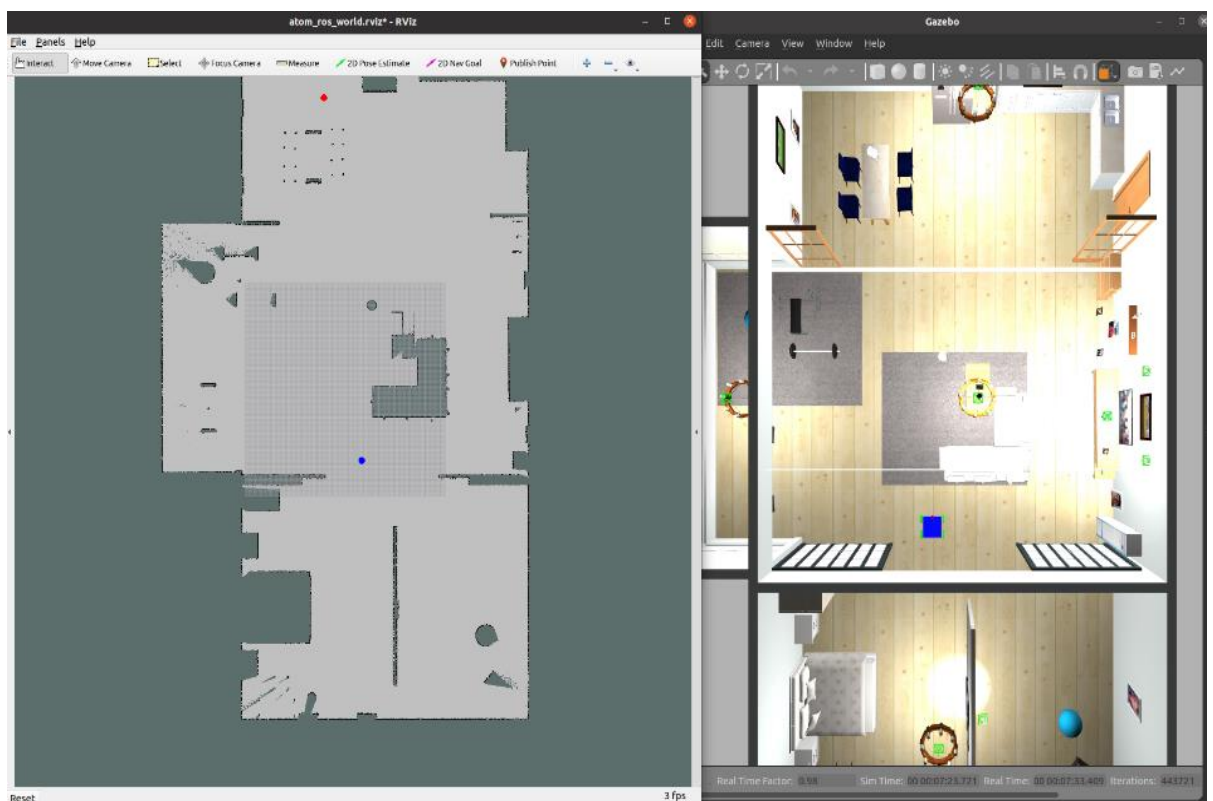 atom_ros_world.rviz* - RViz
File Panels Help
Interact Move Camera Select Focus Camera Measure 2D Pose Estimate 2D Nav Goal Publish Point
Reset
3 fps
Gazebo
Edit Camera View Window Help
Real Time Factor: 0.98 Sim Time: 00 00:07:23.771 Real Time: 00 00:07:33.409 Iterations: 443721